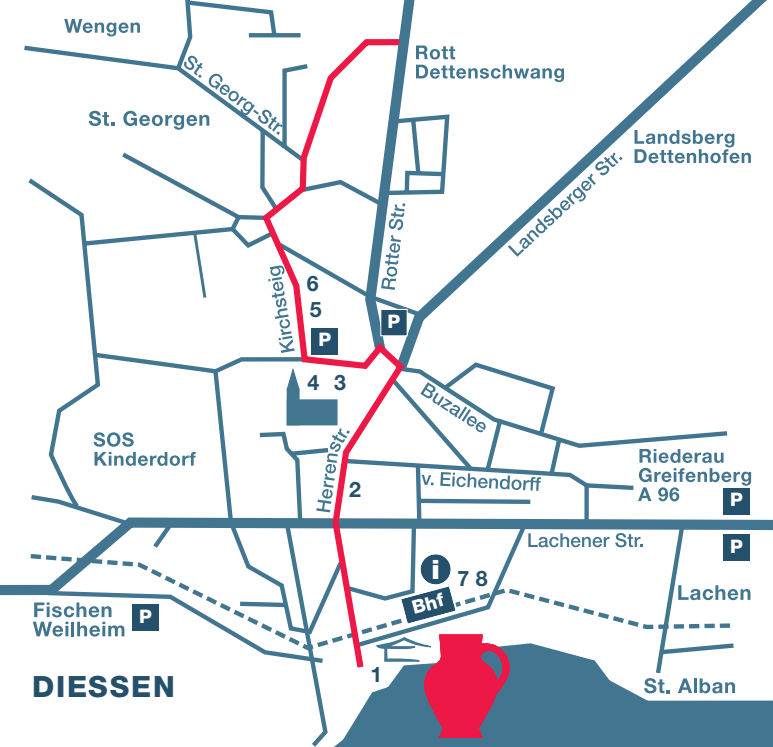 Wengen
St. Georg-Str.
Rott
Dettenschwang
St. Georgen
Landsberg
Dettenhofen
Landsberger Str.
Rotter Str.
Kirchsteig
6
5
P
P
4 3
Buzallee
SOS
Kinderdorf
Herrenstr.
2
v. Eichendorff
Riederau
Greifenberg
A 96
P
Lachener Str.
P
i
7 8
Bhf
Lachen
Fischen
Weilheim
P
1
DIESSEN
St. Alban